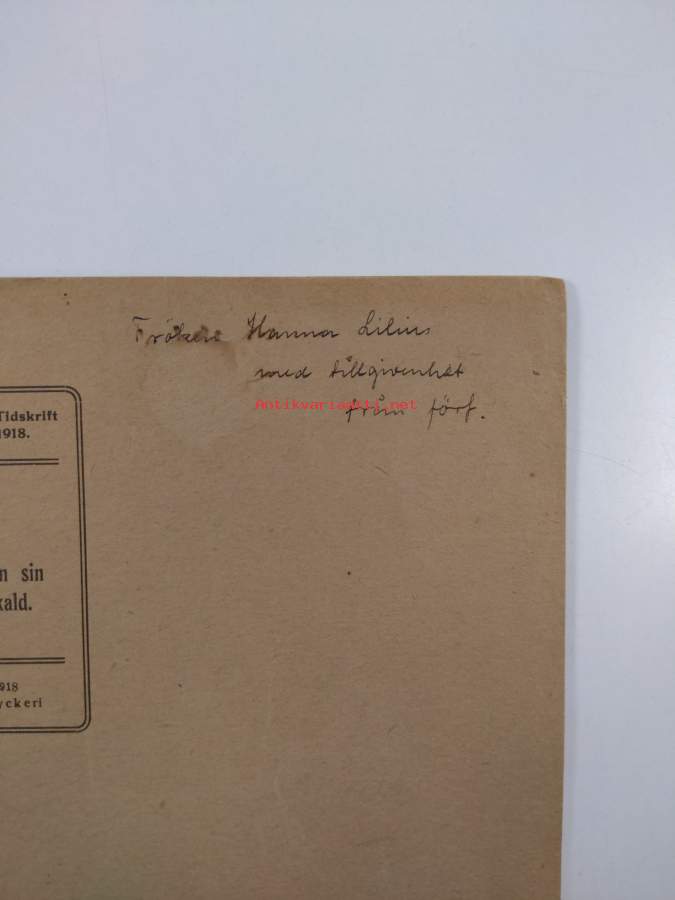 Fröken Hanna Lilius
med tillgivenhet
Antikvariaatti.net
från förf.
Tidskrift
1918.
n sin
kald.
918
yckeri